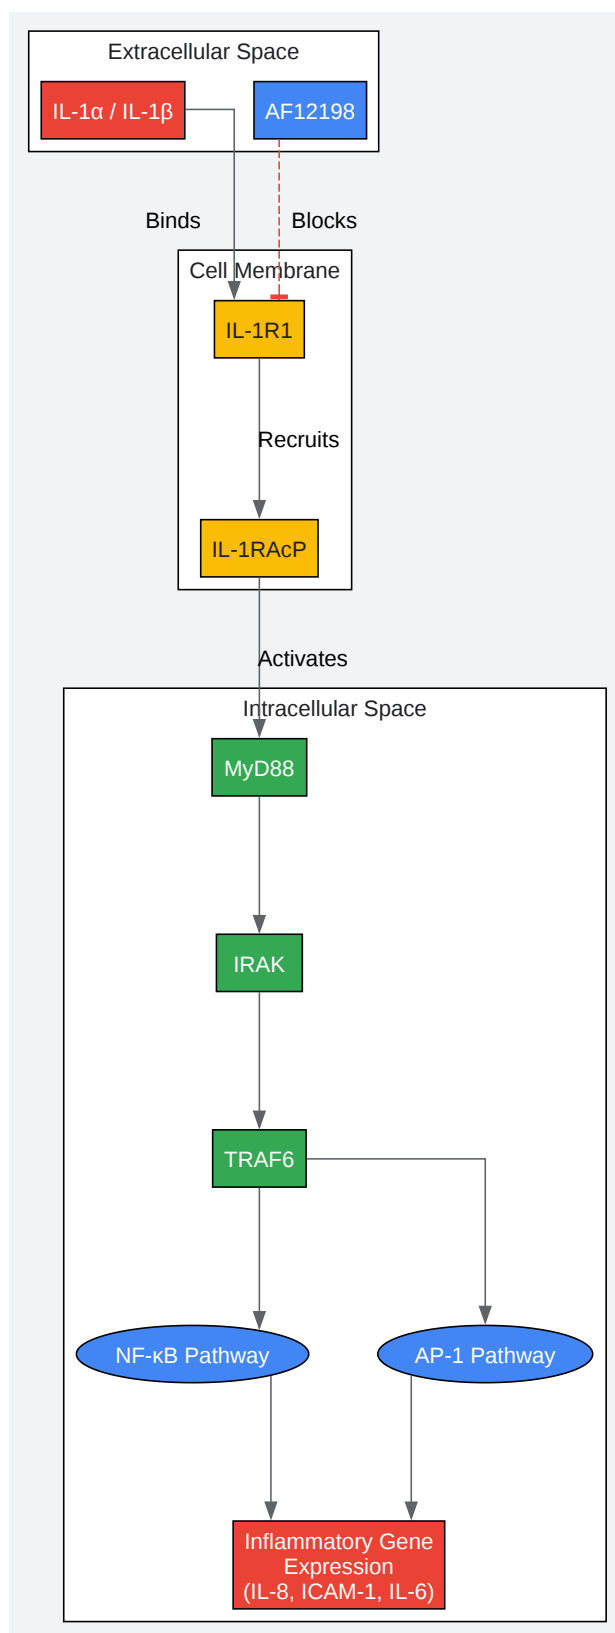 Extracellular Space
IL-1α / IL-1β
AF12198
Binds
Blocks
Cell Membrane
IL-1R1
Recruits
IL-1RAcP
Activates
Intracellular Space
MyD88
IRAK
TRAF6
NF-κB Pathway
AP-1 Pathway
Inflammatory Gene
Expression
(IL-8, ICAM-1, IL-6)